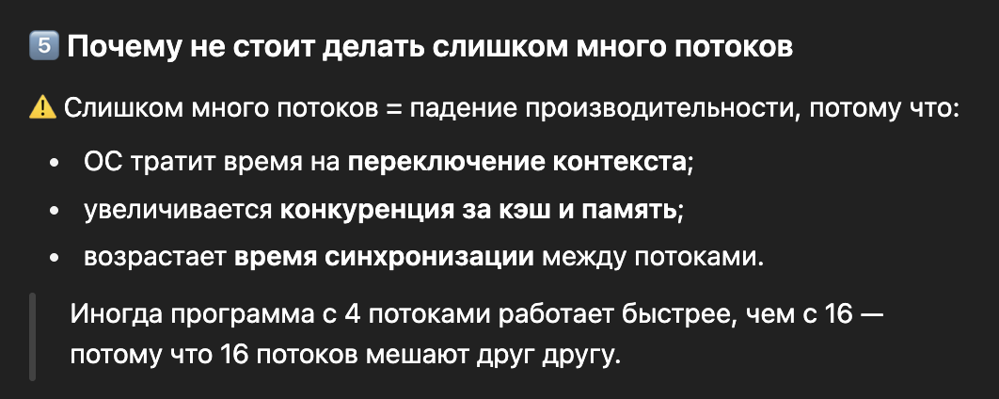 5️⃣ Почему не стоит делать слишком много потоков
⚠️ Слишком много потоков = падение производительности, потому что:
• ОС тратит время на переключение контекста;
• увеличивается конкуренция за кэш и память;
• возрастает время синхронизации между потоками.
Иногда программа с 4 потоками работает быстрее, чем с 16 —
потому что 16 потоков мешают друг другу.